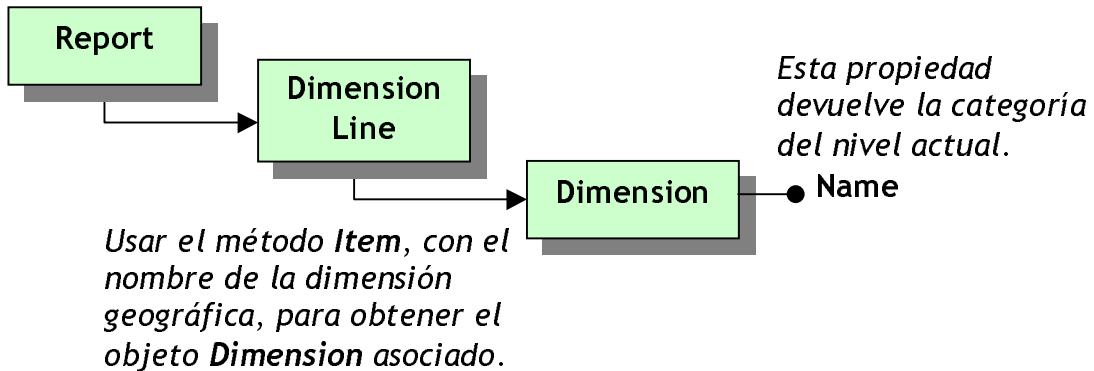 Report
Dimension
Line
Dimension
Esta propiedad
devuelve la categoría
del nivel actual.
Name
Usar el método Item, con el
nombre de la dimensión
geográfica, para obtener el
objeto Dimension asociado.